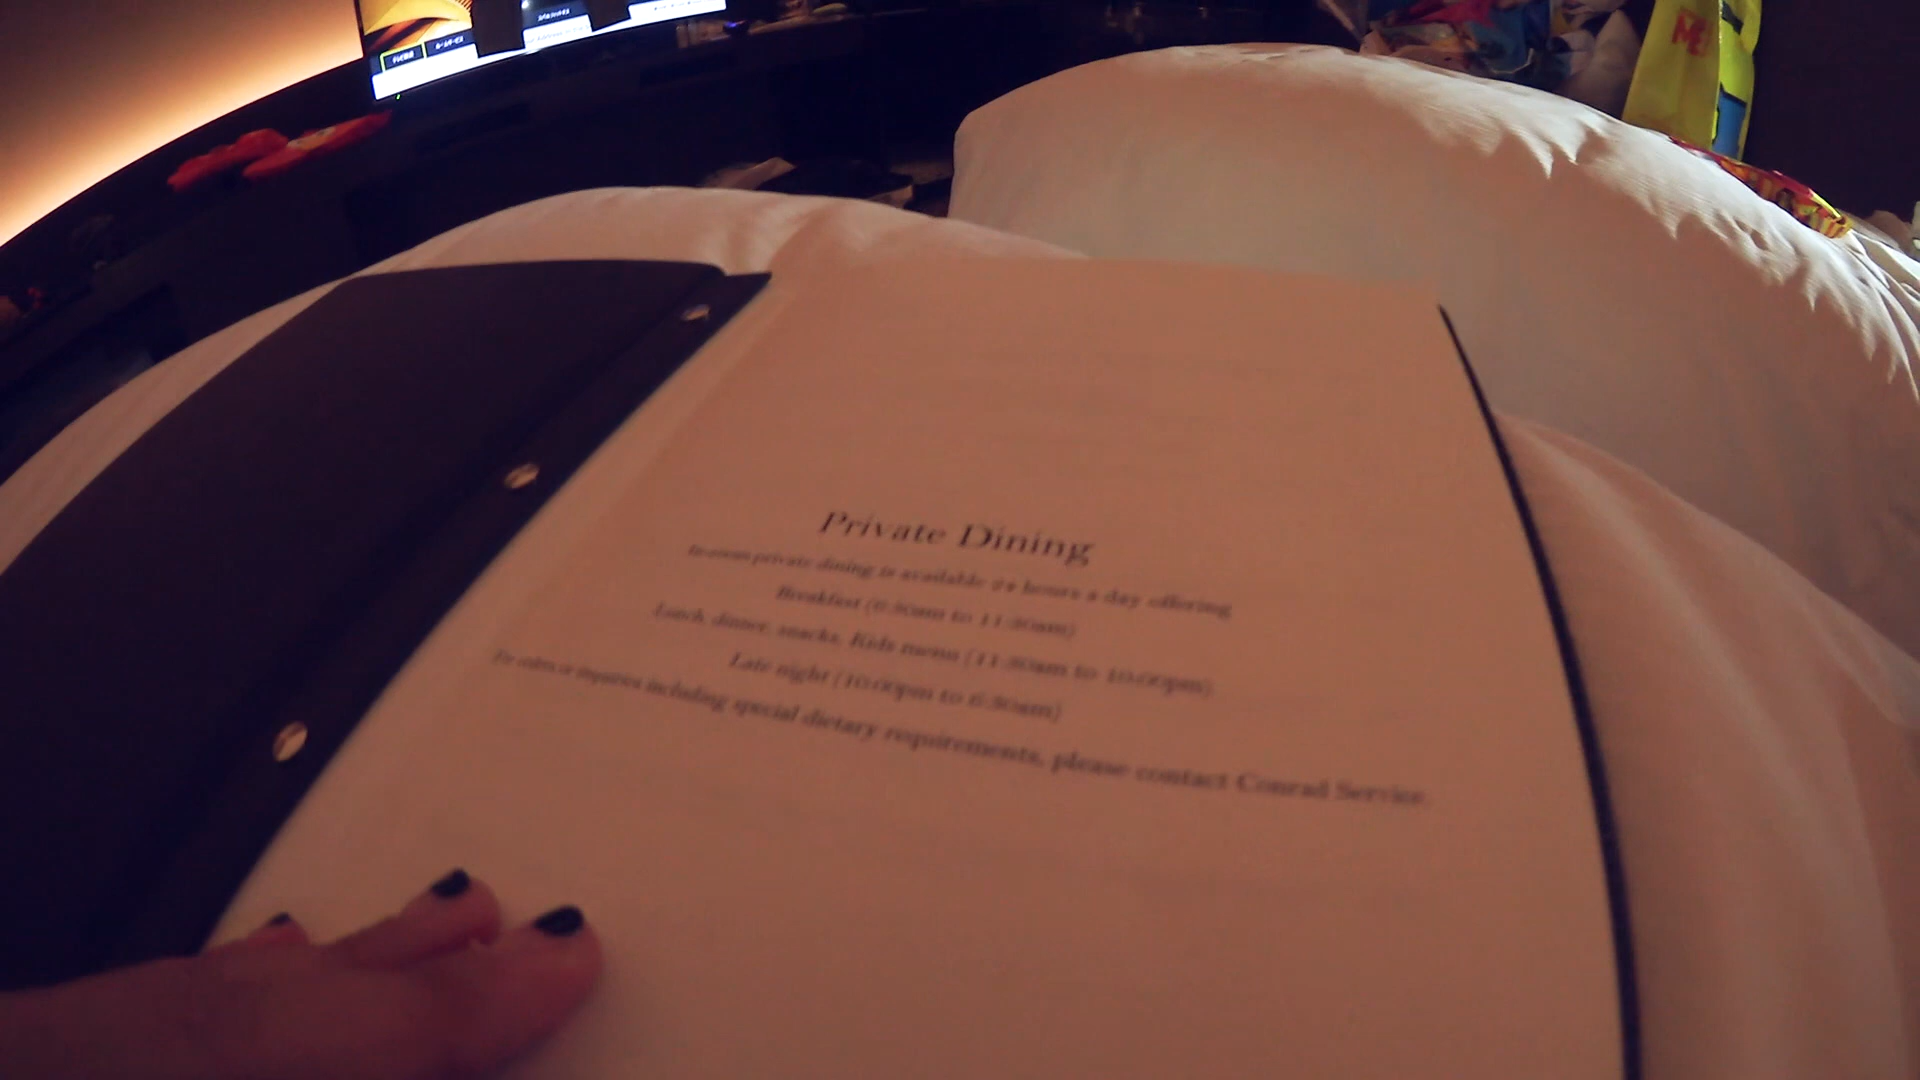 Private Dining
In-room private dining is available 24 hours a day offering
Breakfast (6:30am to 11:30am)
Lunch, dinner, snacks, Kids menu (11:30am to 10:00pm)
Late night (10:00pm to 6:30am)
For orders or inquiries including special dietary requirements, please contact Conrad Service.